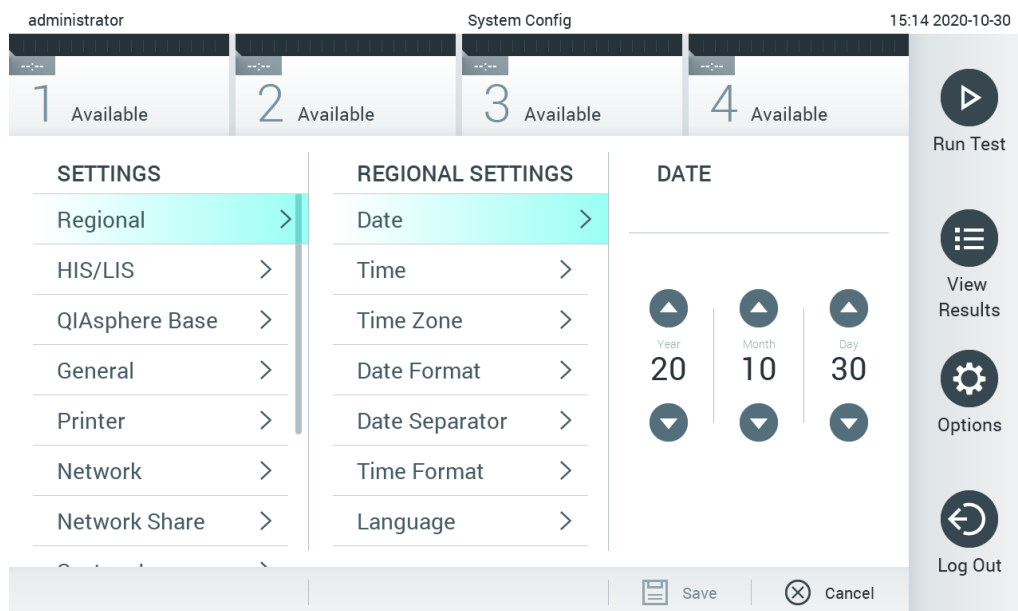 administrator
System Config
15:14 2020-10-30
--:--
--:--
--:--
--:--
1 Available
2 Available
3 Available
4 Available
Run Test
View
Results
Options
Log Out
SETTINGS
Regional
HIS/LIS
QIAsphere Base
General
Printer
Network
Network Share
REGIONAL SETTINGS
Date
Time
Time Zone
Date Format
Date Separator
Time Format
Language
DATE
Year
Month
Day
20
10
30
Save
Cancel